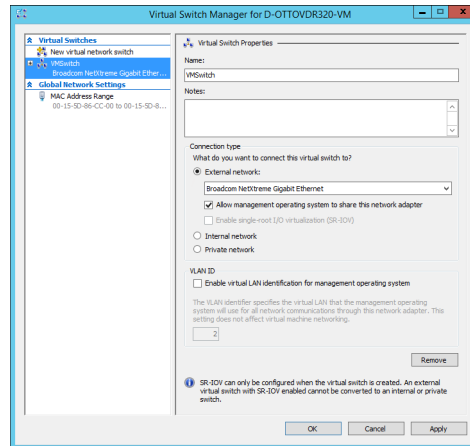 Virtual Switch Manager for D-OTTOVDR320-VM
Virtual Switches
New virtual network switch
VMSwitch
Broadcom NetXtreme Gigabit Ether...
Global Network Settings
MAC Address Range
00-15-5D-86-CC-00 to 00-15-5D-8...
Virtual Switch Properties
Name:
VMSwitch
Notes:
Connection type
What do you want to connect this virtual switch to?
External network:
Broadcom NetXtreme Gigabit Ethernet
Allow management operating system to share this network adapter
Enable single-root I/O virtualization (SR-IOV)
Internal network
Private network
VLAN ID
Enable virtual LAN identification for management operating system
The VLAN identifier specifies the virtual LAN that the management operating
system will use for all network communications through this network adapter. This
setting does not affect virtual machine networking.
2
Remove
SR-IOV can only be configured when the virtual switch is created. An external
virtual switch with SR-IOV enabled cannot be converted to an internal or private
switch.
OK
Cancel
Apply